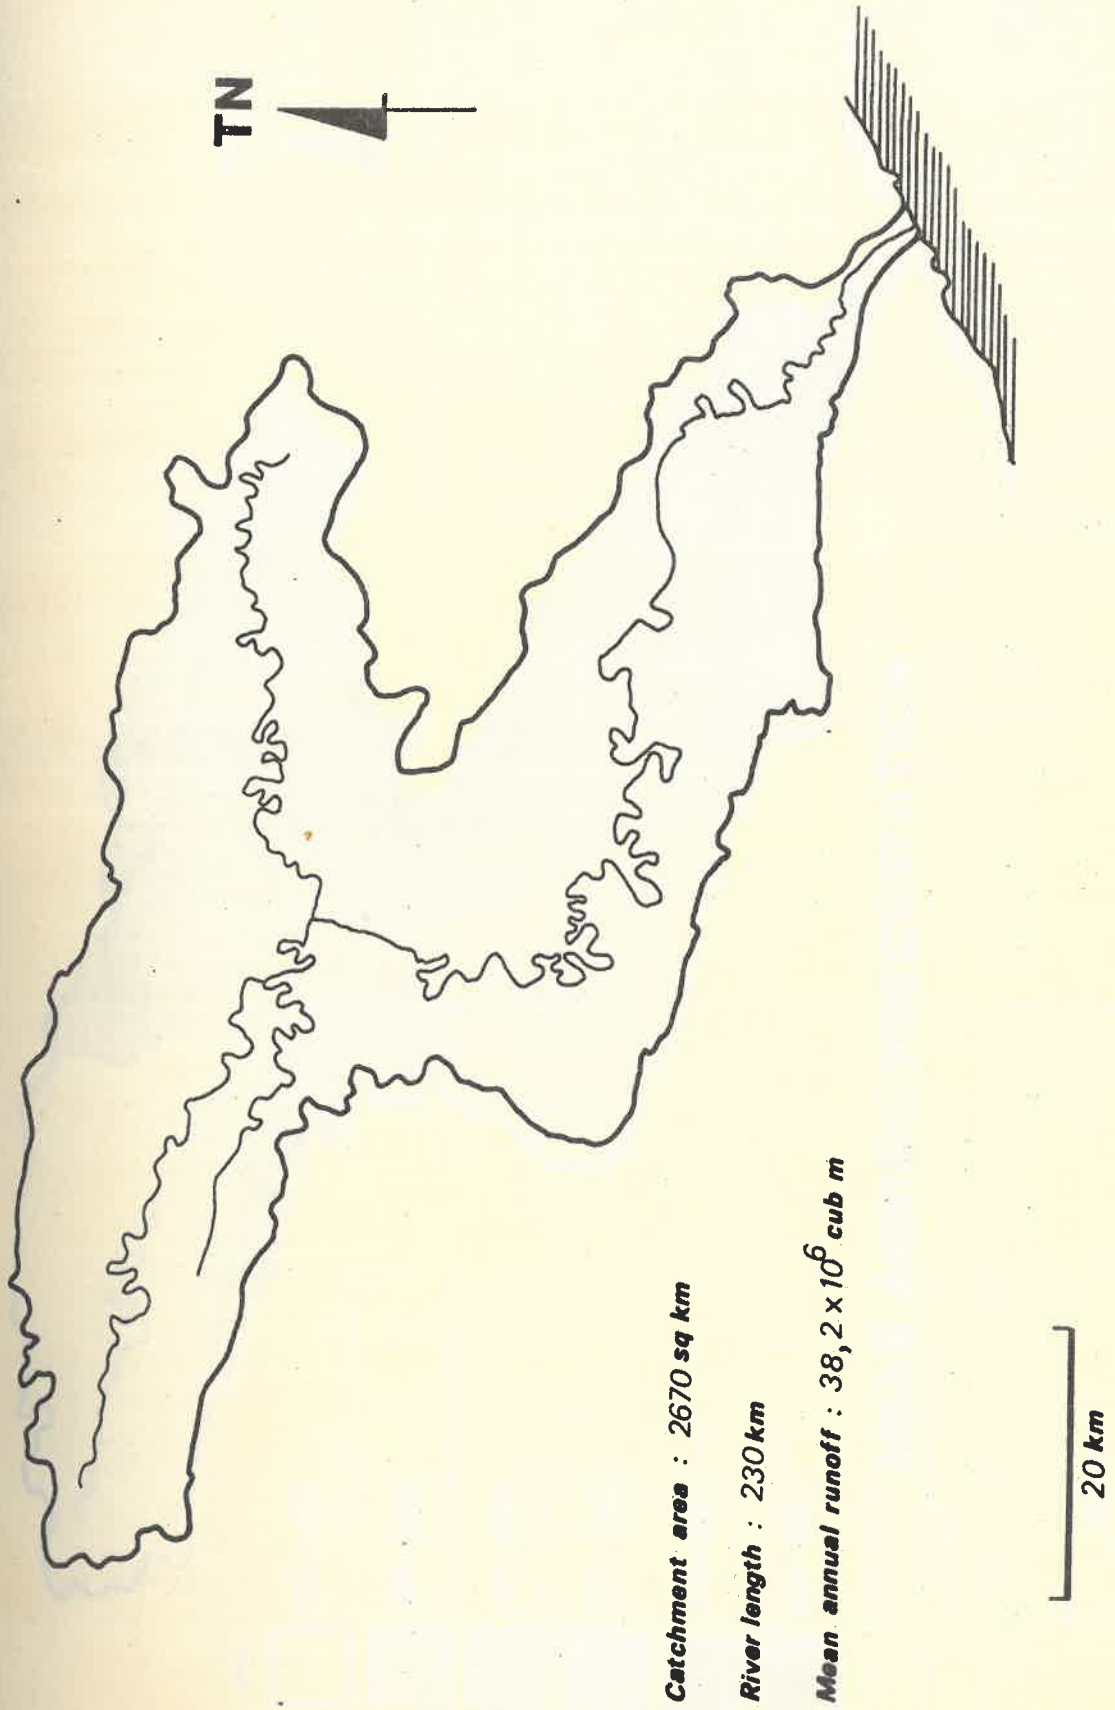 TN
Catchment area : 2670 sq km
River length : 230 km
Mean annual runoff : 38,2 x 10⁶ cub m
20 km